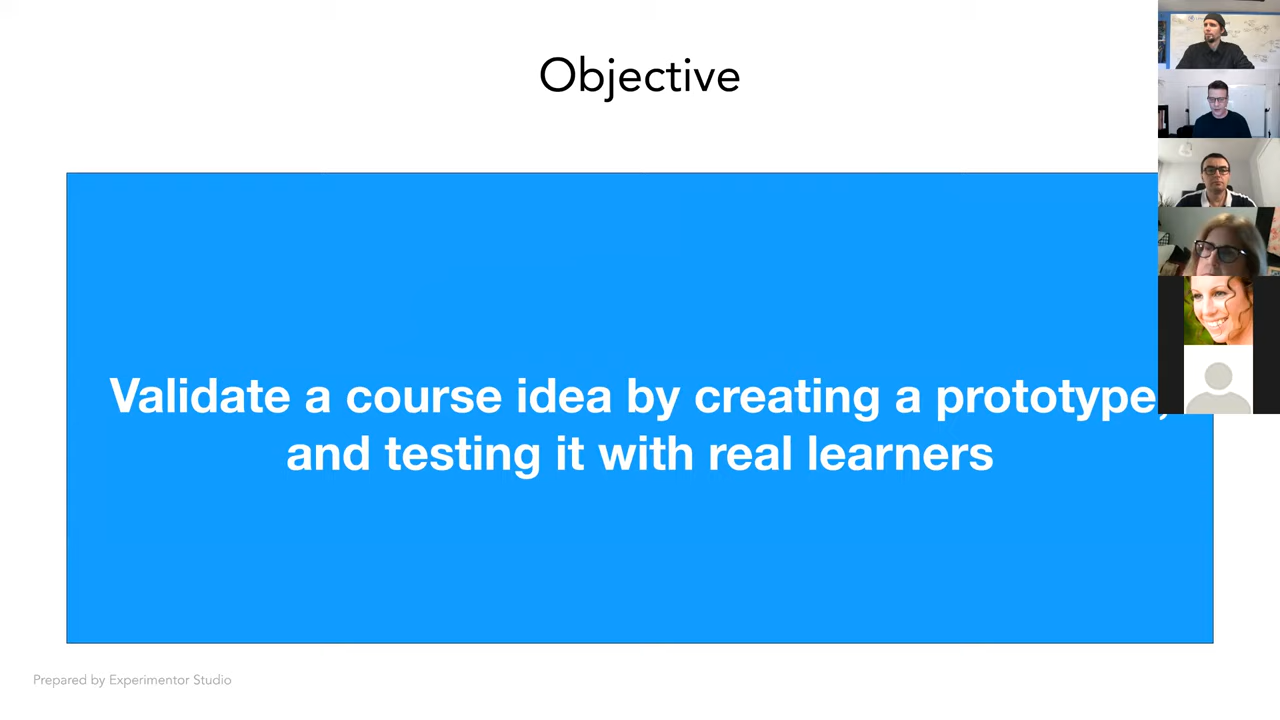 Objective
Validate a course idea by creating a prototype,
and testing it with real learners
Prepared by Experimentor Studio